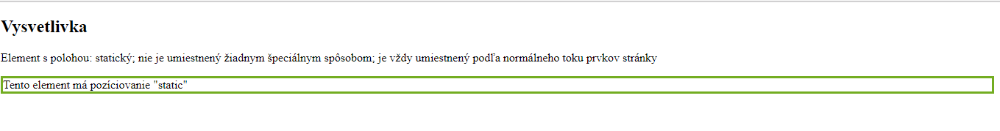 Vysvetlivka
Element s polohou: statický; nie je umiestnený žiadnym špeciálnym spôsobom; je vždy umiestnený podľa normálneho toku prvkov stránky
Tento element má pozíciovanie "static"